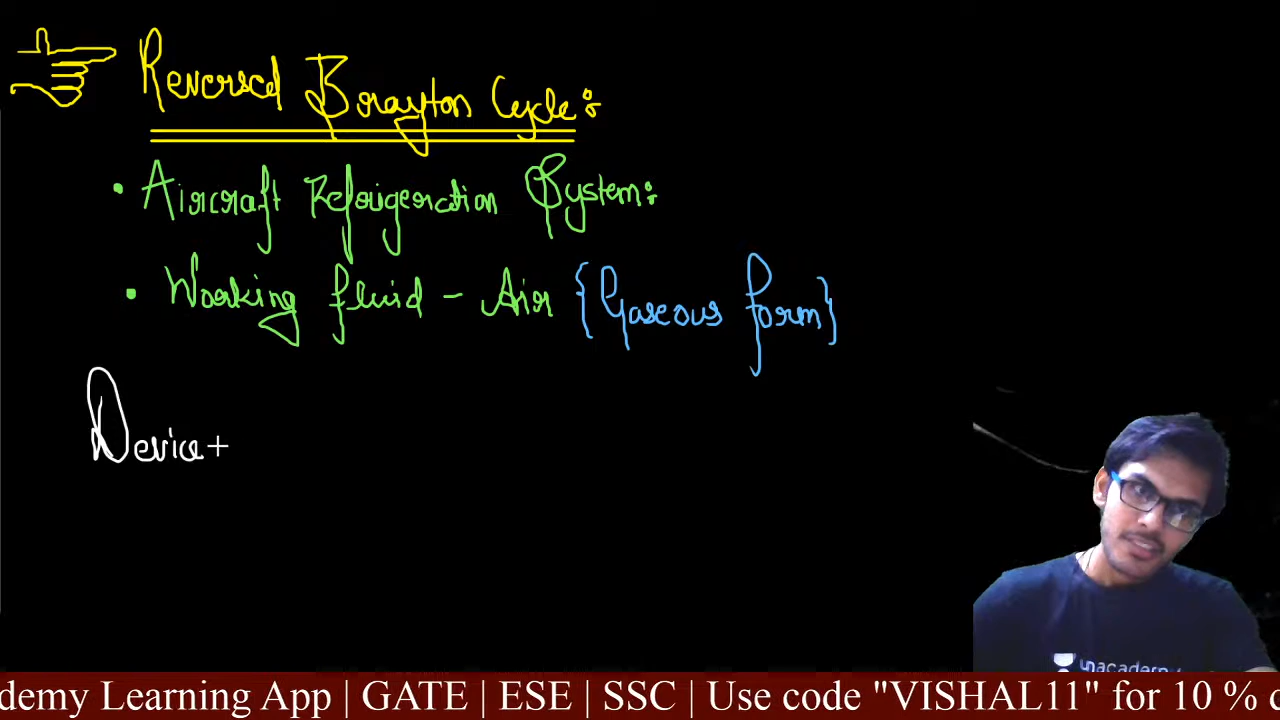 Reversed Brayton Cycle:
• Aircraft Refrigeration System:
• Working fluid - Air {Gaseous form}
Device+
unacademy
demy Learning App | GATE | ESE | SSC | Use code "VISHAL11" for 10 % d